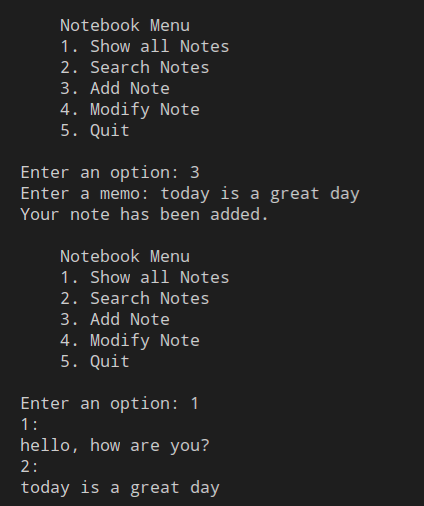 Notebook Menu
1. Show all Notes
2. Search Notes
3. Add Note
4. Modify Note
5. Quit
Enter an option: 3
Enter a memo: today is a great day
Your note has been added.
Notebook Menu
1. Show all Notes
2. Search Notes
3. Add Note
4. Modify Note
5. Quit
Enter an option: 1
1:
hello, how are you?
2:
today is a great day